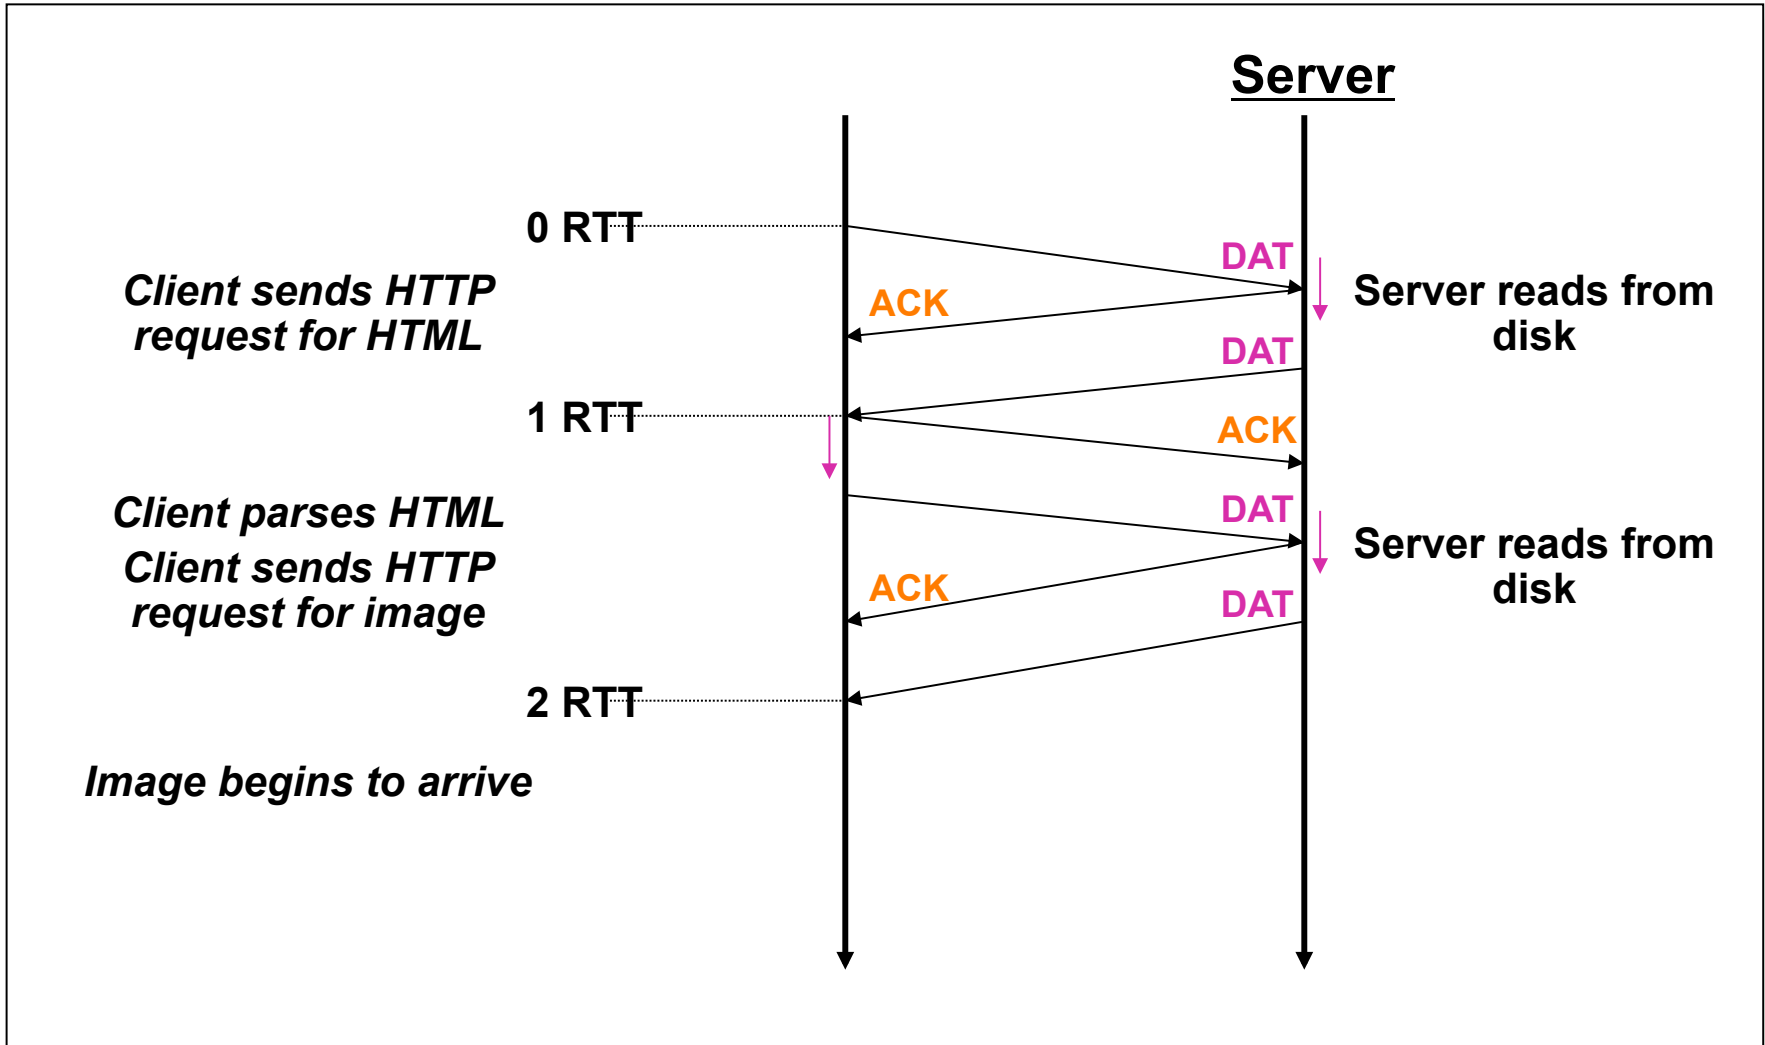 Server
0 RTT
DAT
Client sends HTTP
request for HTML
ACK
Server reads from
disk
DAT
1 RTT
ACK
Client parses HTML
DAT
Client sends HTTP
request for image
ACK
Server reads from
disk
DAT
2 RTT
Image begins to arrive